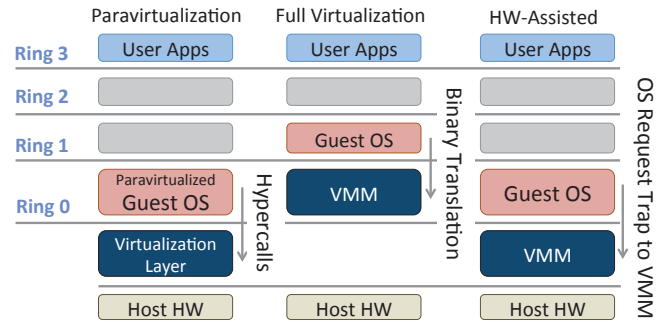 Paravirtualization
Full Virtualization
HW-Assisted
Ring 3
User Apps
User Apps
User Apps
Ring 2
Ring 1
Guest OS
Ring 0
Paravirtualized
Guest OS
VMM
Guest OS
Virtualization
Layer
VMM
Host HW
Host HW
Host HW
Hypercalls
Binary Translation
OS Request Trap to VMM